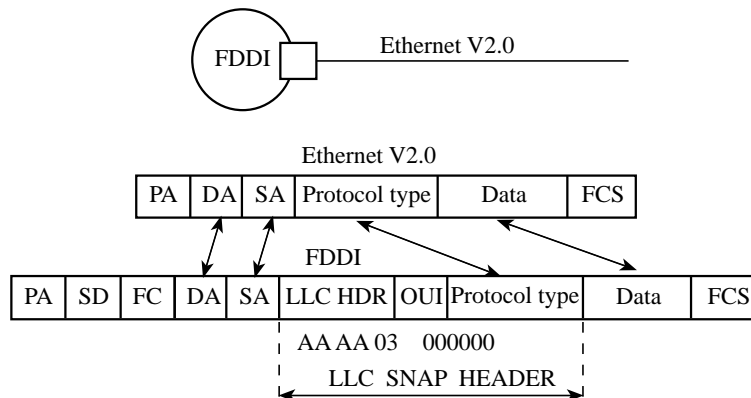 FDDI
Ethernet V2.0
Ethernet V2.0
PA DA SA Protocol type Data FCS
FDDI
PA SD FC DA SA LLC HDR OUI Protocol type Data FCS
AA AA 03 000000
LLC SNAP HEADER